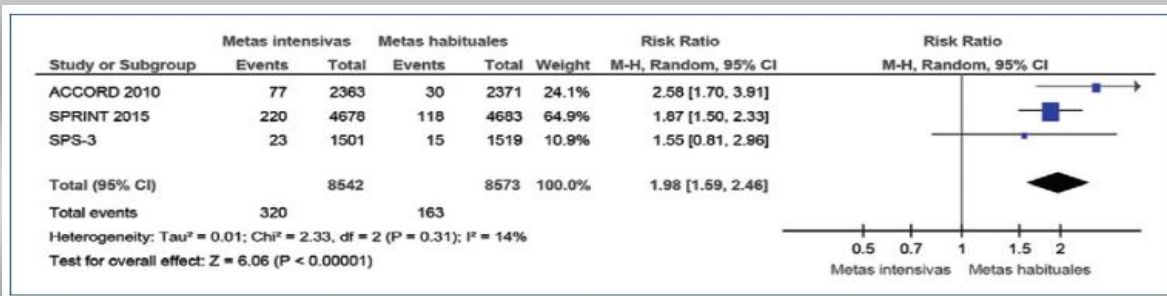 Metas intensivas Metas habituales Risk Ratio Risk Ratio
Study or Subgroup Events Total Events Total Weight M-H, Random, 95% CI M-H, Random, 95% CI
ACCORD 2010 77 2363 30 2371 24.1% 2.58 [1.70, 3.91]
SPRINT 2015 220 4678 118 4683 64.9% 1.87 [1.50, 2.33]
SPS-3 23 1501 15 1519 10.9% 1.55 [0.81, 2.96]
Total (95% CI) 8542 8573 100.0% 1.98 [1.59, 2.46]
Total events 320 163
Heterogeneity: Tau² = 0.01; Chi² = 2.33, df = 2 (P = 0.31); I² = 14%
Test for overall effect: Z = 6.06 (P < 0.00001)
0.5 0.7 1 1.5 2
Metas intensivas Metas habituales